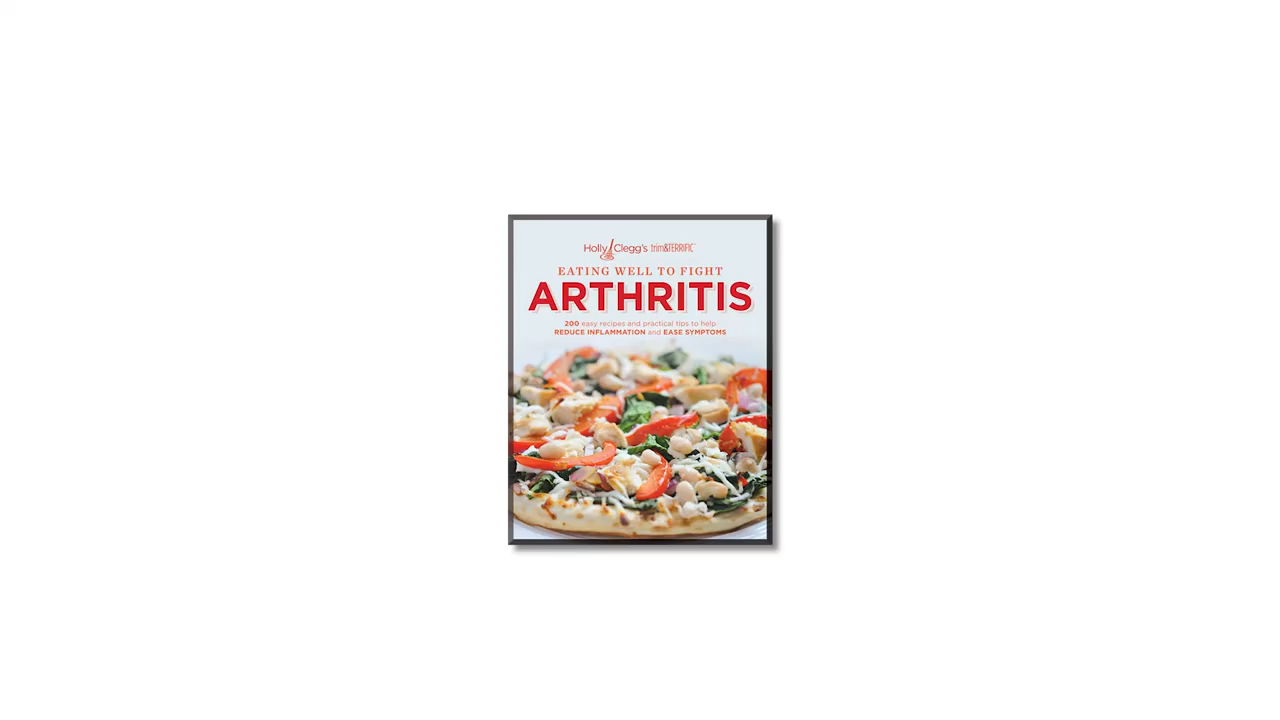 Holly Clegg's trim&TERRIFIC™
EATING WELL TO FIGHT
ARTHRITIS
200 easy recipes and practical tips to help
REDUCE INFLAMMATION and EASE SYMPTOMS